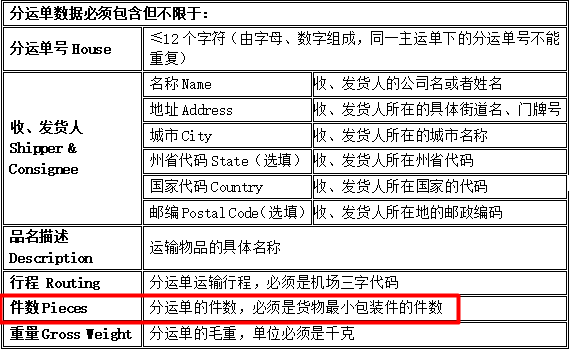 分运单数据必须包含但不限于：
分运单号 House
≤12 个字符（由字母、数字组成，同一主运单下的分运单号不能
重复）
收、发货人
Shipper &
Consignee
名称 Name
收、发货人的公司名或者姓名
地址 Address
收、发货人所在的具体街道名、门牌号
城市 City
收、发货人所在的城市名称
州省代码 State（选填）
收、发货人所在州省代码
国家代码 Country
收、发货人所在国家的代码
邮编 Postal Code（选填）
收、发货人所在地的邮政编码
品名描述
Description
运输物品的具体名称
行程 Routing
分运单运输行程，必须是机场三字代码
件数 Pieces
分运单的件数，必须是货物最小包装件的件数
重量 Gross Weight
分运单的毛重，单位必须是千克